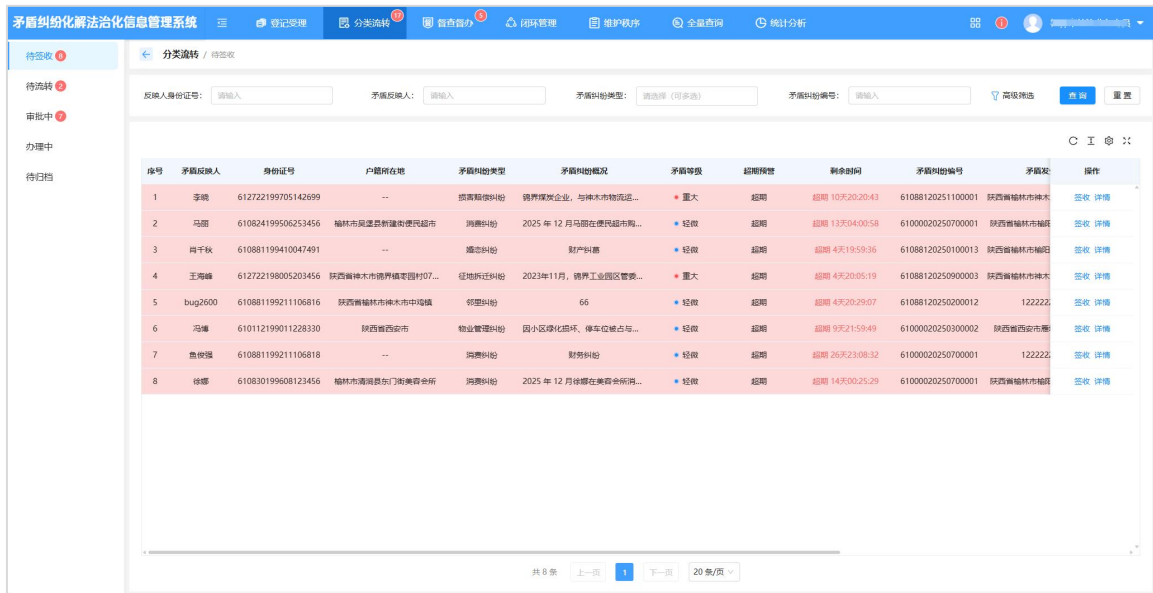 矛盾纠纷化解法治化信息管理系统 登记受理 分类流转 17 督查督办 5 闭环管理 维护秩序 全量查询 统计分析
待签收 8
待流转 2
审批中 7
办理中
待归档
← 分类流转 / 待签收
反映人身份证号： 请输入 矛盾反映人： 请输入 矛盾纠纷类型： 请选择（可多选） 矛盾纠纷编号： 请输入 高级筛选 查询 重置
序号 矛盾反映人 身份证号 户籍所在地 矛盾纠纷类型 矛盾纠纷概况 矛盾等级 超期预警 剩余时间 矛盾纠纷编号 矛盾发 操作
1 李晓 612722199705142699 -- 损害赔偿纠纷 锦界煤炭企业，与神木市物流运... 重大 超期 超期 10天20:20:43 61088120251100001 陕西省榆林市神木 签收 详情
2 马丽 610824199506253456 榆林市吴堡县新建街便民超市 消费纠纷 2025 年 12 月马丽在便民超市购... 轻微 超期 超期 13天04:00:58 61000020250700001 陕西省榆林市榆阳 签收 详情
3 肖千秋 610881199410047491 -- 婚恋纠纷 财产纠葛 轻微 超期 超期 4天19:59:36 61088120250100013 陕西省榆林市榆阳 签收 详情
4 王海峰 612722198005203456 陕西省神木市锦界镇枣园村07... 征地拆迁纠纷 2023年11月，锦界工业园区管委... 重大 超期 超期 4天20:05:19 61088120250900003 陕西省榆林市神木 签收 详情
5 bug2600 610881199211106816 陕西省榆林市神木市中鸡镇 邻里纠纷 66 轻微 超期 超期 4天20:29:07 61088120250200012 122222 签收 详情
6 冯博 610112199011228330 陕西省西安市 物业管理纠纷 因小区绿化损坏、停车位被占与... 轻微 超期 超期 9天21:59:49 61000020250300002 陕西省西安市雁 签收 详情
7 鱼俊强 610881199211106818 -- 消费纠纷 财务纠纷 轻微 超期 超期 26天23:08:32 61000020250700001 122222 签收 详情
8 徐娜 610830199608123456 榆林市清涧县东门街美容会所 消费纠纷 2025 年 12 月徐娜在美容会所消... 轻微 超期 超期 14天00:25:29 61000020250700001 陕西省榆林市榆阳 签收 详情
共 8 条 上一页 1 下一页 20 条/页